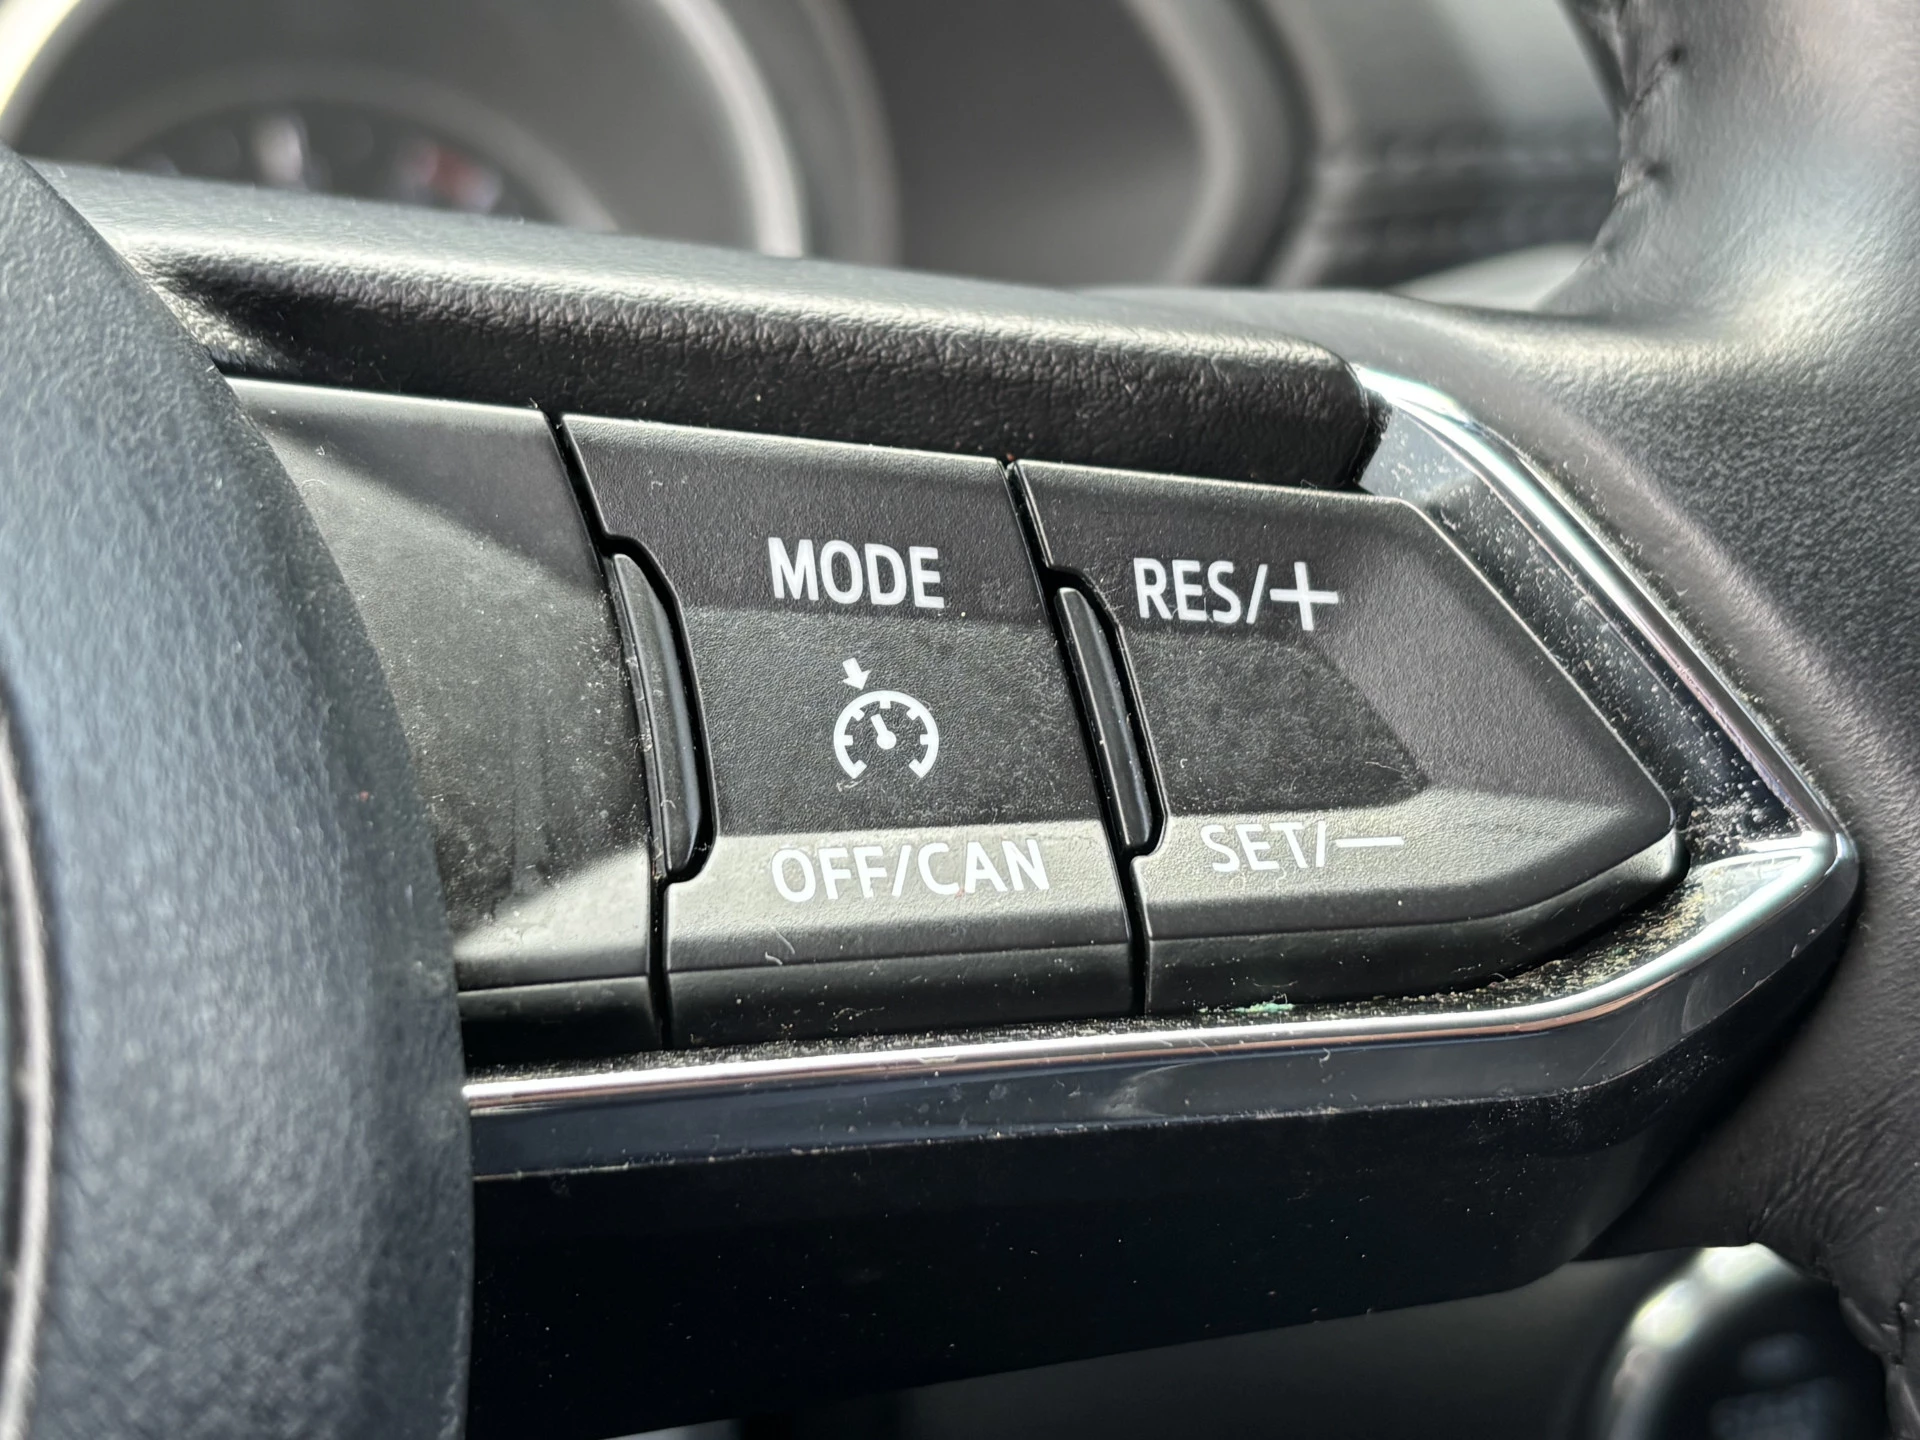 MODE
RES/+
OFF/CAN
SET/—